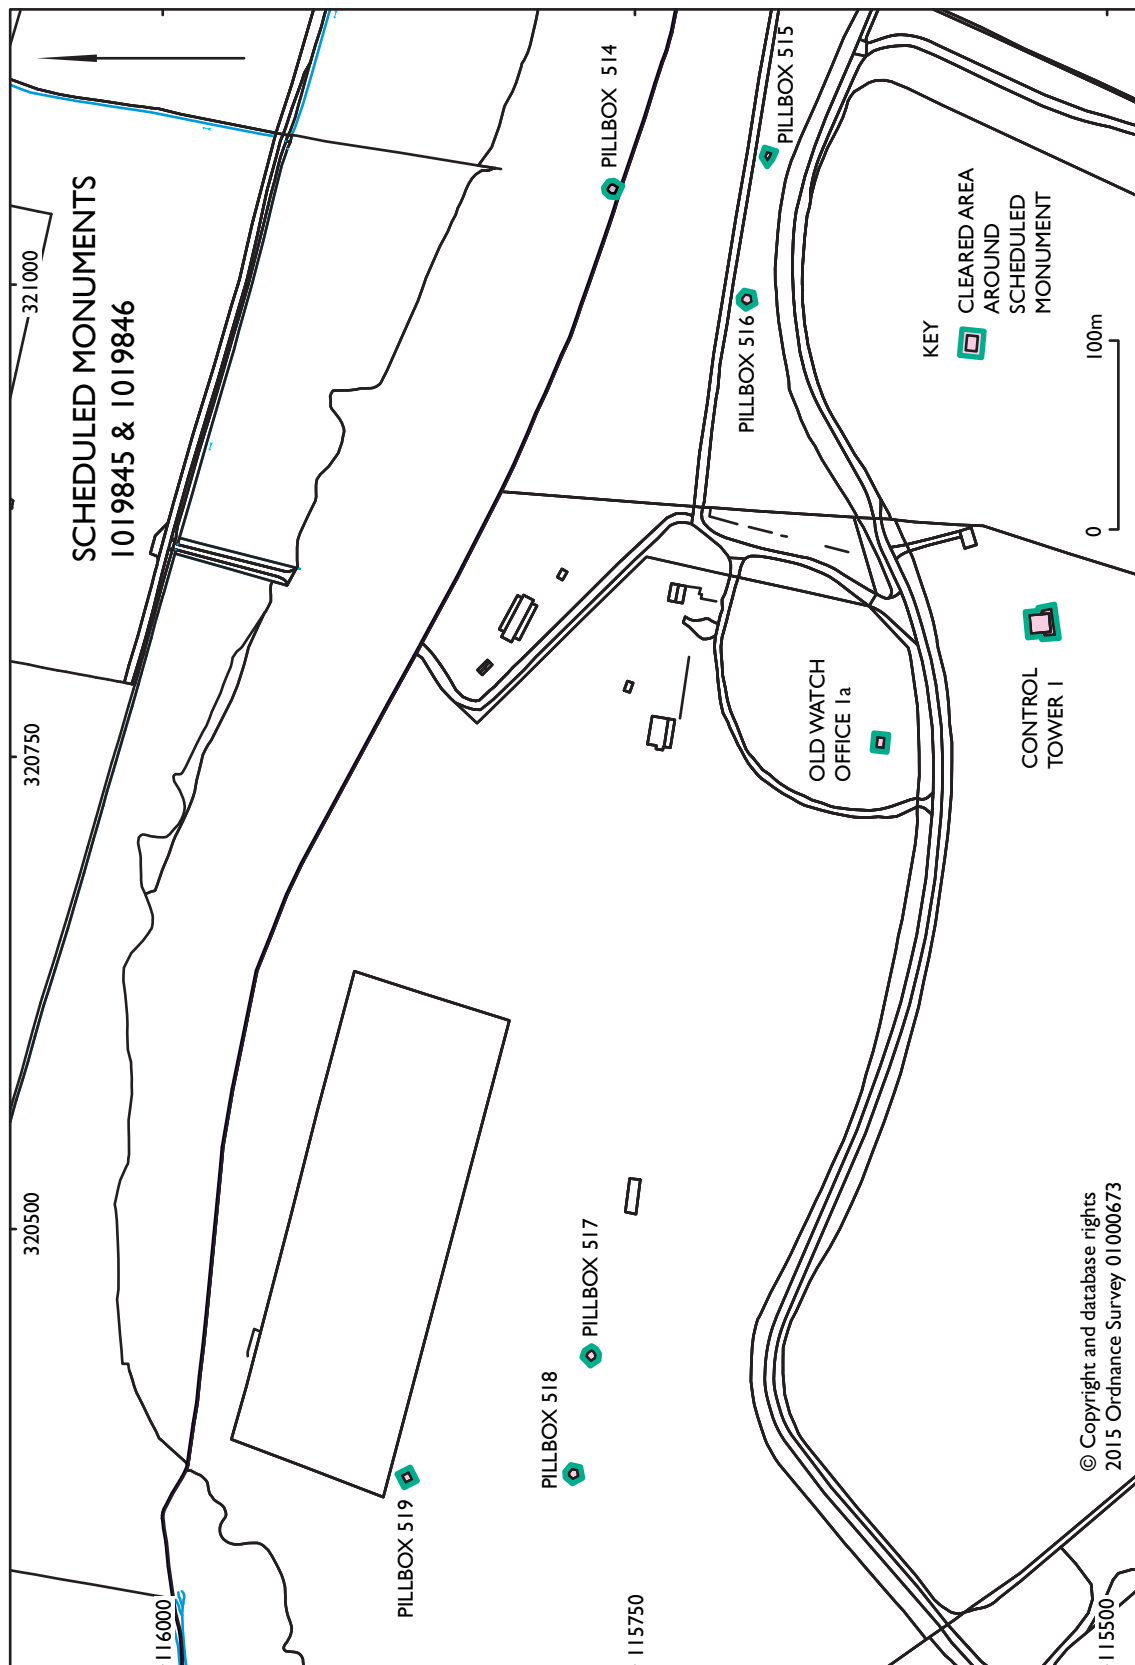 SCHEDULED MONUMENTS
1019845 & 1019846
320500
320750
321000
116000
115750
115500
PILLBOX 519
PILLBOX 518
PILLBOX 517
PILLBOX 514
PILLBOX 516
PILLBOX 515
OLD WATCH
OFFICE 1a
CONTROL
TOWER 1
KEY
CLEARED AREA
AROUND
SCHEDULED
MONUMENT
0
100m
© Copyright and database rights
2015 Ordnance Survey 01000673